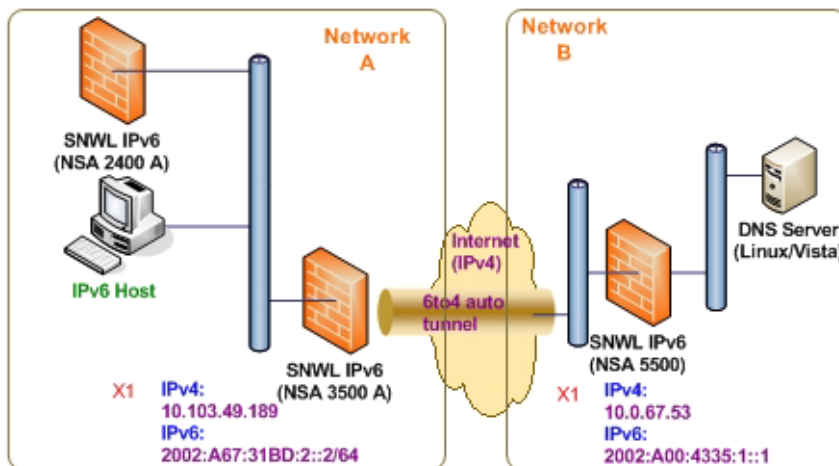 Network
A
SNWL IPv6
(NSA 2400 A)
IPv6 Host
SNWL IPv6
(NSA 3500 A)
X1
IPv4:
10.103.49.189
IPv6:
2002:A67:31BD:2::2/64
Internet
(IPv4)
6to4 auto
tunnel
Network
B
DNS Server
(Linux/Vista)
SNWL IPv6
(NSA 5500)
X1
IPv4:
10.0.67.53
IPv6:
2002:A00:4335:1::1